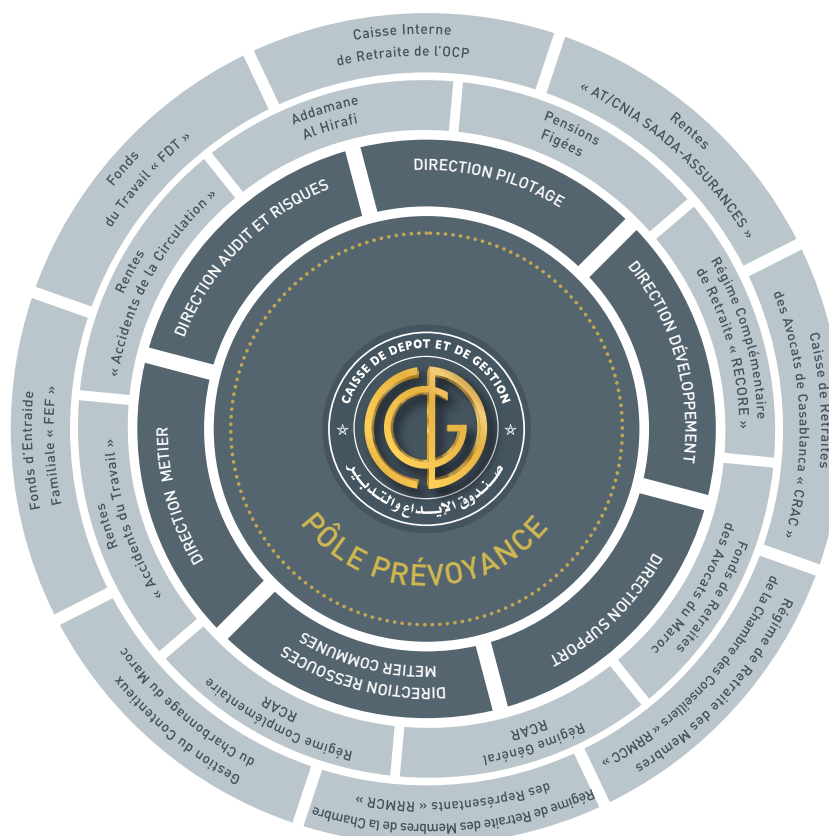 Caisse Interne
de Retraite de l'OCP
Rentes
« AT/CNIA SAADA-ASSURANCES »
Caisse de Retraites
des Avocats de Casablanca « CRAC »
Régime de Retraite des Membres
de la Chambre des Conseillers « RRMCC »
Régime de Retraite des Membres de la Chambre
des Représentants « RRMCR »
Gestion du Contentieux
du Charbonnage du Maroc
Fonds d'Entraide
Familiale « FEF »
Fonds
du Travail « FDT »
Addamane
Al Hirafi
Pensions
Figées
Régime Complémentaire
de Retraite « RECORE »
Fonds de Retraites
des Avocats du Maroc
Régime Général
RCAR
Régime Complémentaire
RCAR
Rentes
« Accidents du Travail »
Rentes
« Accidents de la Circulation »
DIRECTION PILOTAGE
DIRECTION DÉVELOPPEMENT
DIRECTION SUPPORT
DIRECTION RESSOUCES
METIER COMMUNES
DIRECTION METIER
DIRECTION AUDIT ET RISQUES
CAISSE DE DEPOT ET DE GESTION
CDG
صندوق الإيداع والتدبير
PÔLE PRÉVOYANCE